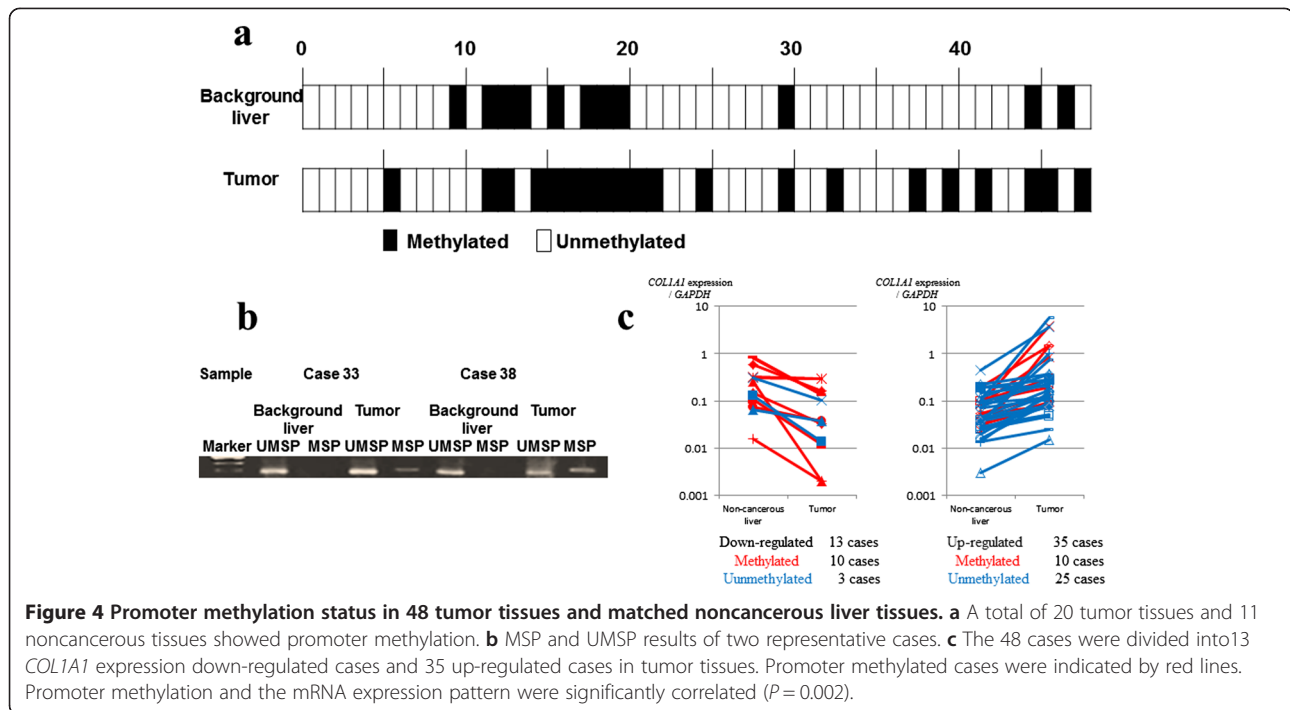 a
0 10 20 30 40
Background
liver
Tumor
Methylated Unmethylated
b
Sample Case 33 Case 38
Background Tumor Background Tumor
liver liver
Marker UMSP MSP UMSP MSP UMSP MSP UMSP MSP
c
COL1A1 expression
/ GAPDH
10
1
0.1
0.01
0.001
Non-cancerous Tumor
liver
Down-regulated 13 cases
Methylated 10 cases
Uunmethylated 3 cases
COL1A1 expression
/ GAPDH
10
1
0.1
0.01
0.001
Non-cancerous Tumor
liver
Up-regulated 35 cases
Methylated 10 cases
Unmethylated 25 cases
Figure 4 Promoter methylation status in 48 tumor tissues and matched noncancerous liver tissues. a A total of 20 tumor tissues and 11
noncancerous tissues showed promoter methylation. b MSP and UMSP results of two representative cases. c The 48 cases were divided into13
COL1A1 expression down-regulated cases and 35 up-regulated cases in tumor tissues. Promoter methylated cases were indicated by red lines.
Promoter methylation and the mRNA expression pattern were significantly correlated (P = 0.002).